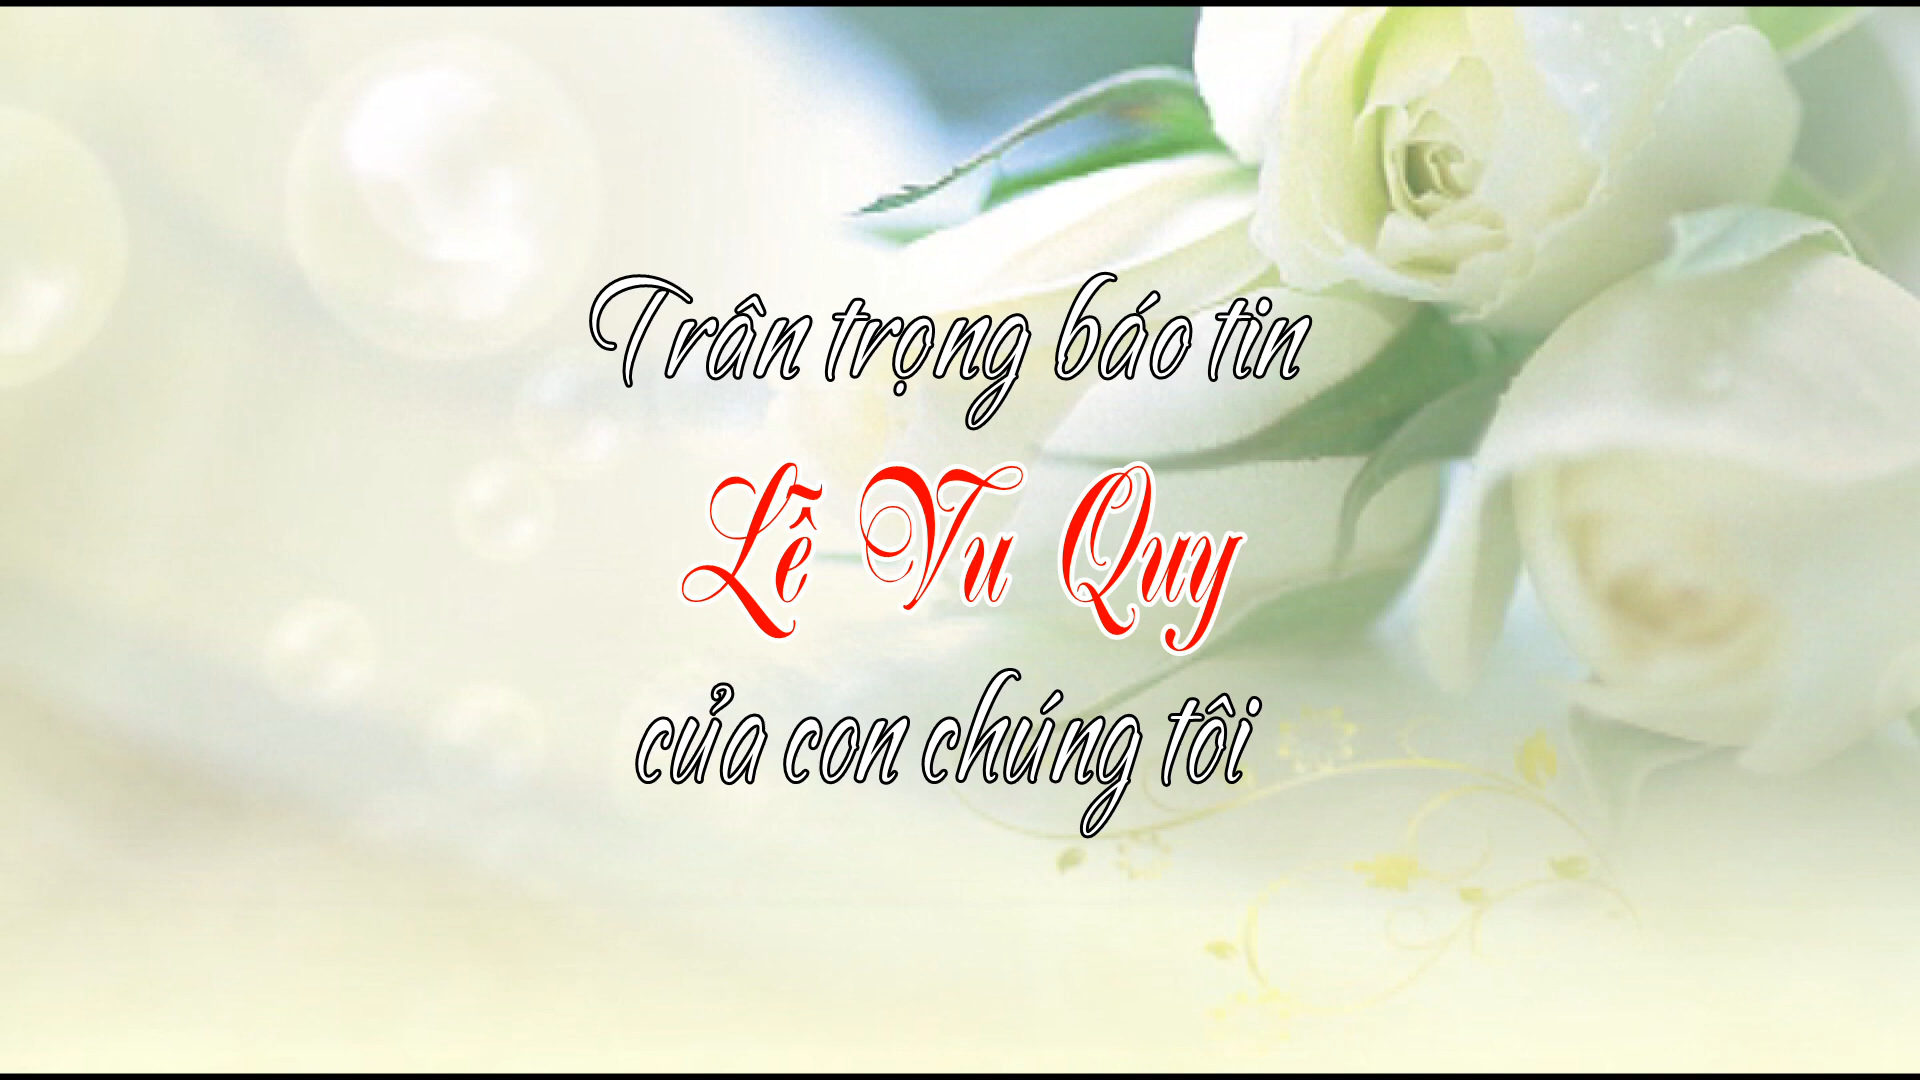 Trân trọng báo tin
Lễ Vu Quy
của con chúng tôi